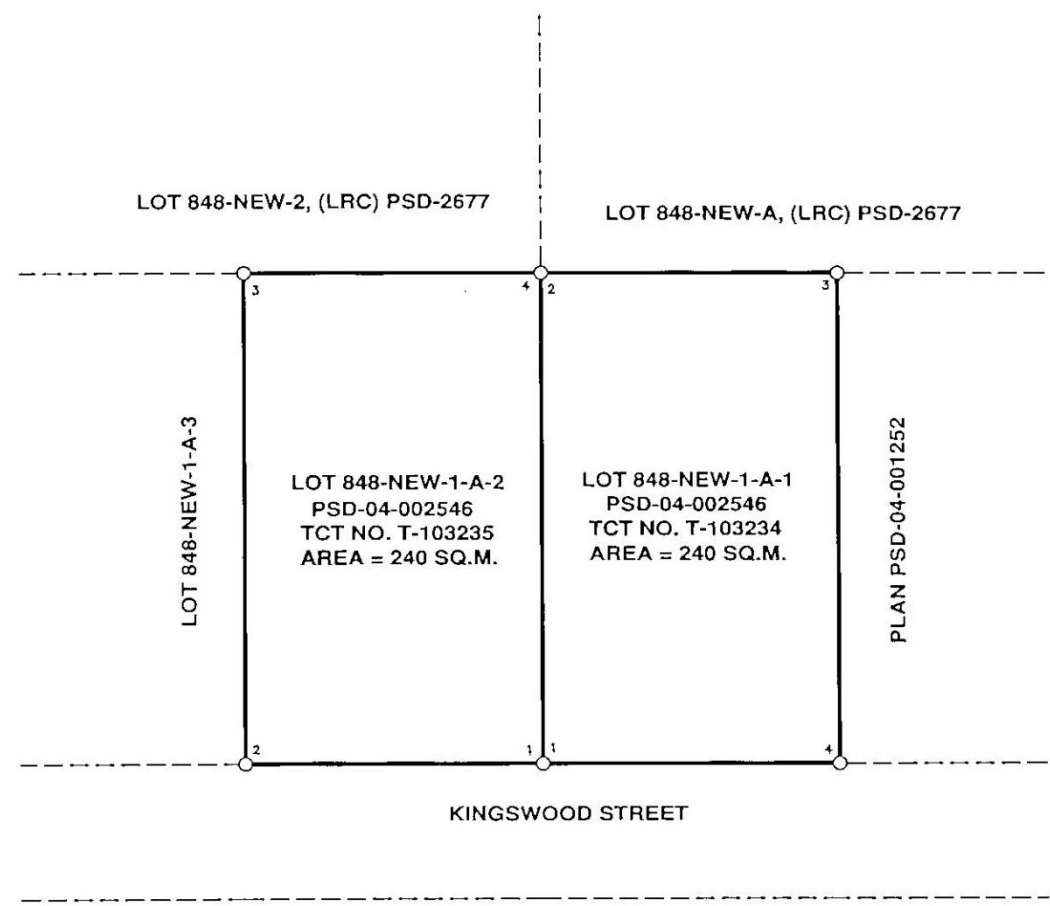 LOT 848-NEW-2, (LRC) PSD-2677
LOT 848-NEW-A, (LRC) PSD-2677
3
4
2
3
LOT 848-NEW-1-A-3
LOT 848-NEW-1-A-2
PSD-04-002546
TCT NO. T-103235
AREA = 240 SQ.M.
LOT 848-NEW-1-A-1
PSD-04-002546
TCT NO. T-103234
AREA = 240 SQ.M.
PLAN PSD-04-001252
2
1
1
4
KINGSWOOD STREET